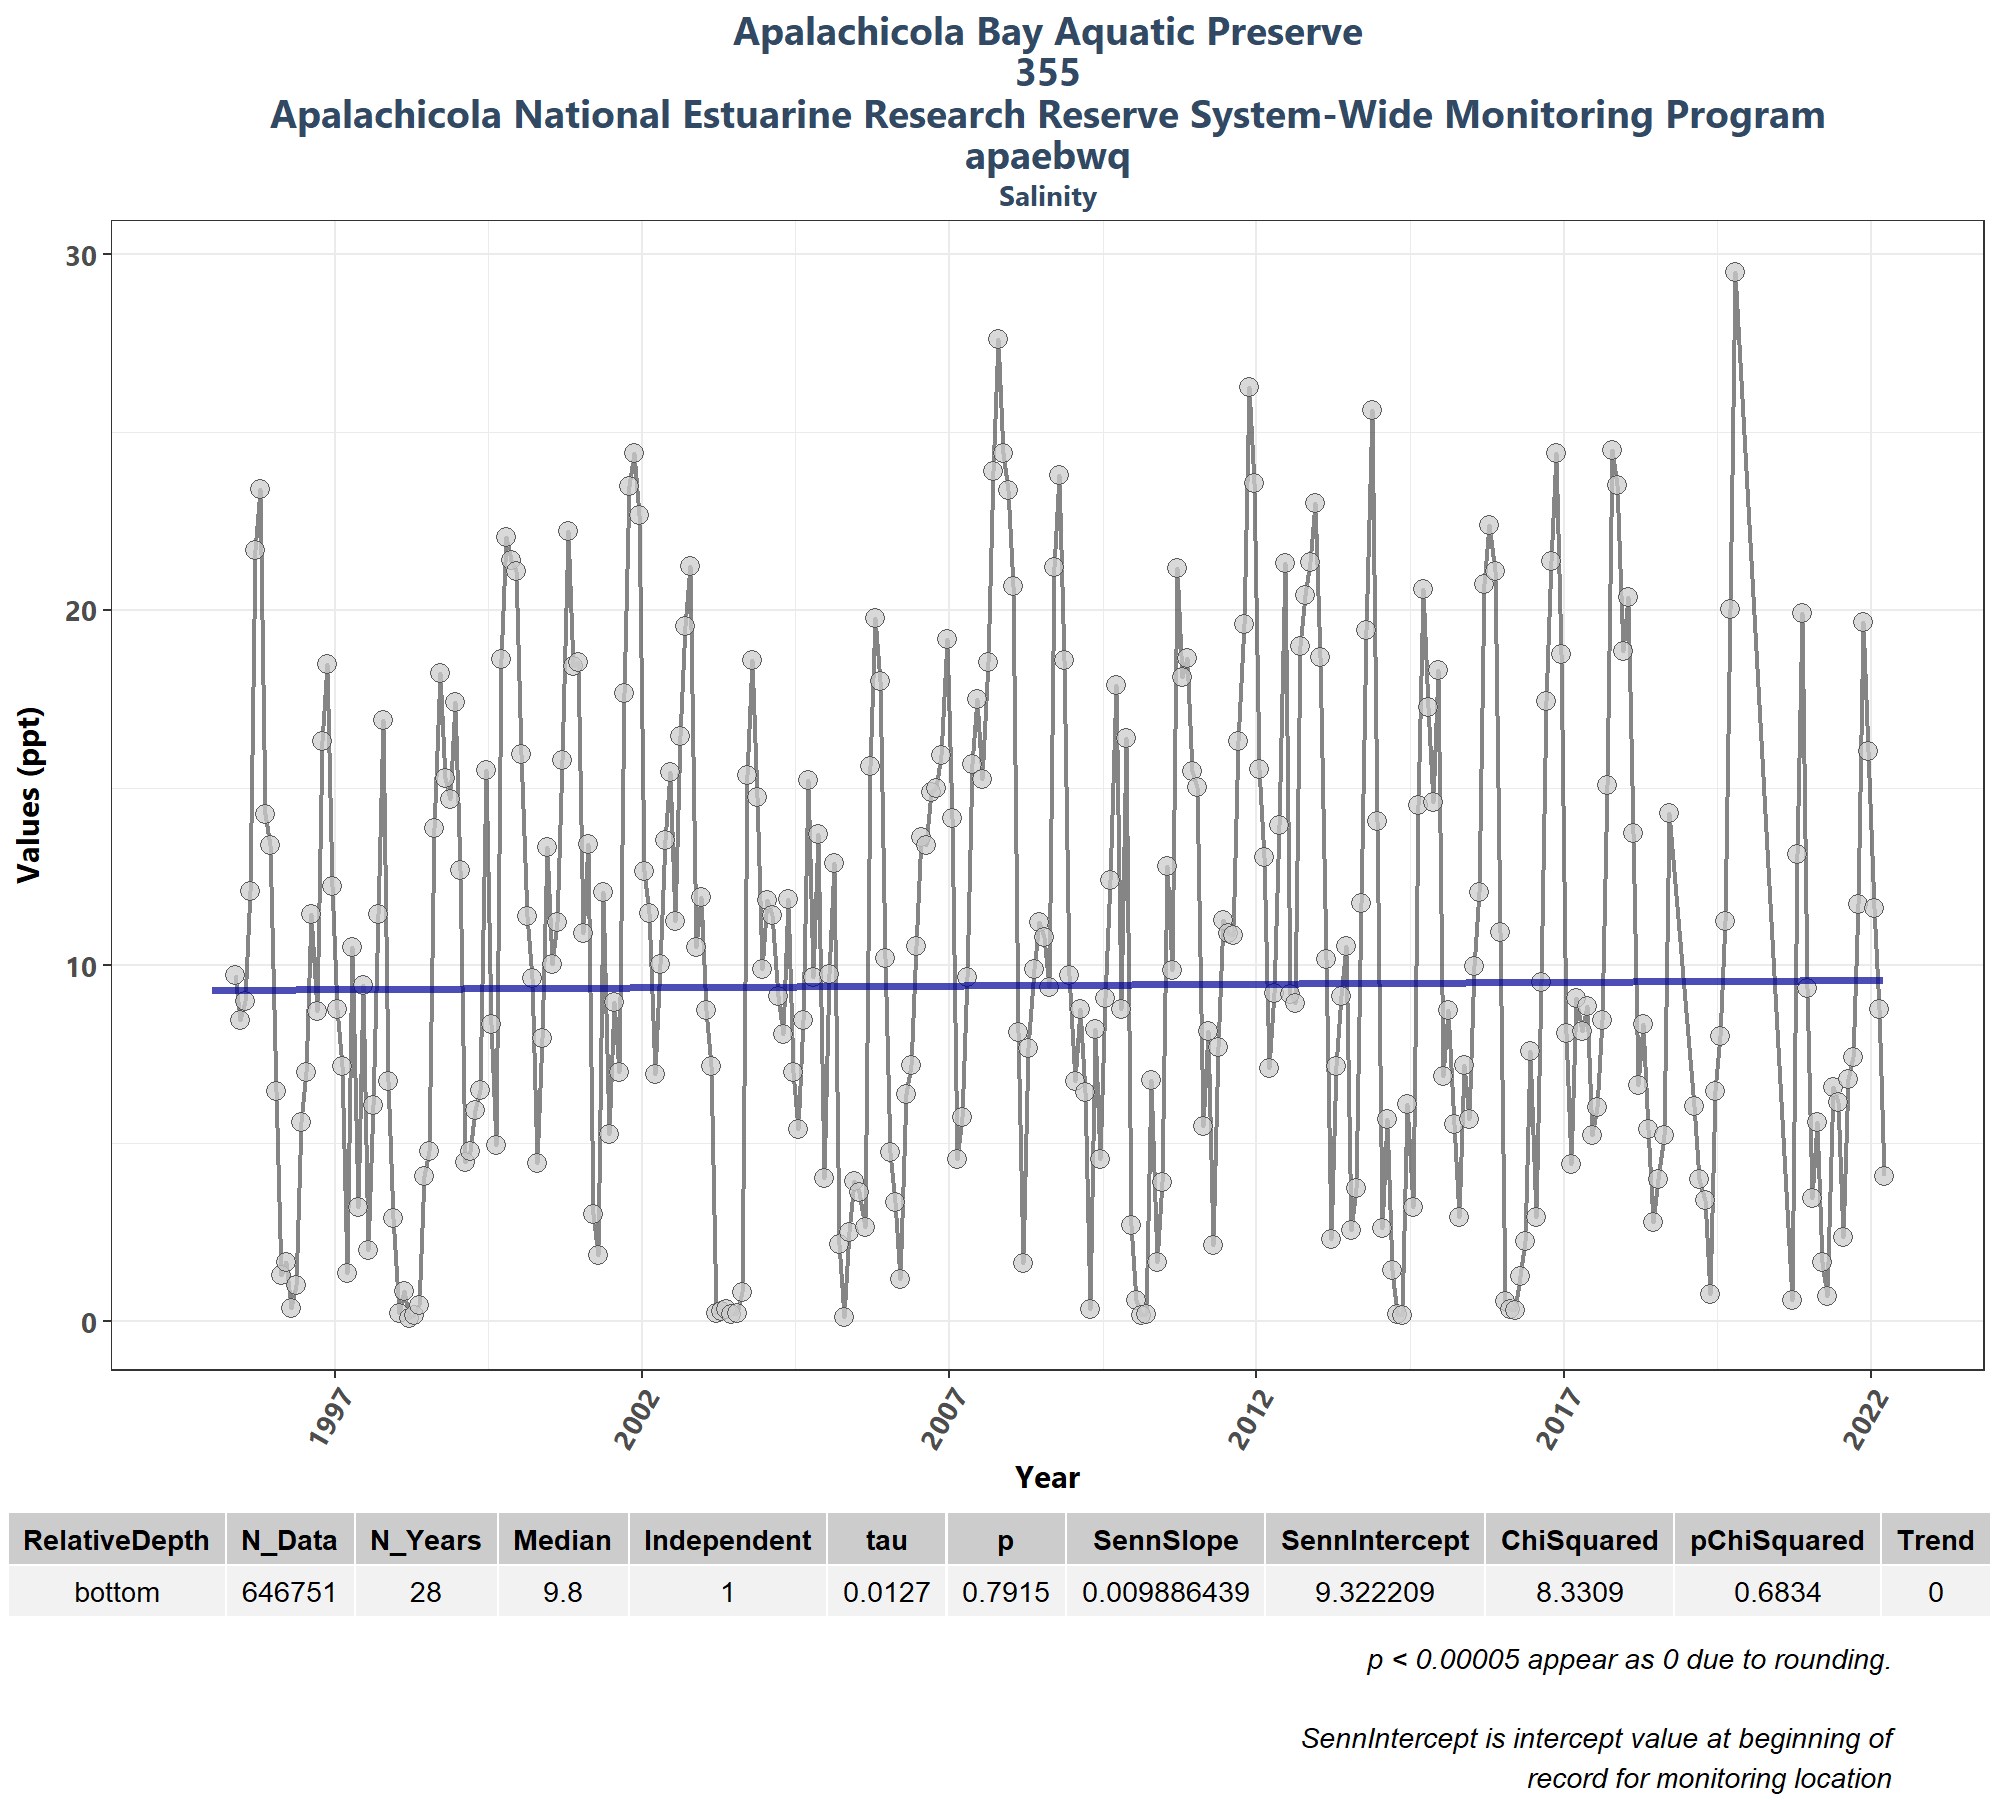 Apalachicola Bay Aquatic Preserve
355
Apalachicola National Estuarine Research Reserve System-Wide Monitoring Program
apaebwq
Salinity
30
20
10
0
Values (ppt)
1997 2002 2007 2012 2017 2022
Year
RelativeDepth N_Data N_Years Median Independent tau p SennSlope SennIntercept ChiSquared pChiSquared Trend
bottom 646751 28 9.8 1 0.0127 0.7915 0.009886439 9.322209 8.3309 0.6834 0
p < 0.00005 appear as 0 due to rounding.
SennIntercept is intercept value at beginning of
record for monitoring location